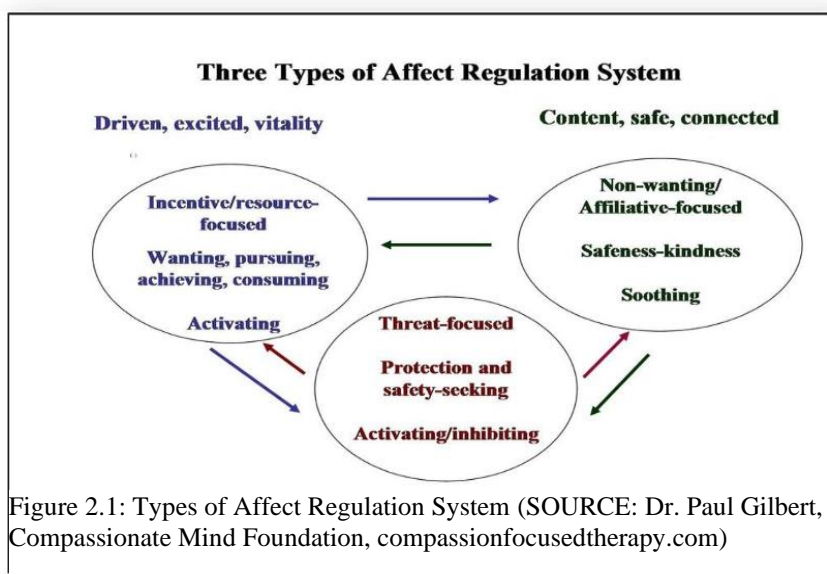 Three Types of Affect Regulation System
Driven, excited, vitality
Content, safe, connected
Incentive/resource-
focused
Wanting, pursuing,
achieving, consuming
Activating
Non-wanting/
Affiliative-focused
Safeness-kindness
Soothing
Threat-focused
Protection and
safety-seeking
Activating/inhibiting
Figure 2.1: Types of Affect Regulation System (SOURCE: Dr. Paul Gilbert,
Compassionate Mind Foundation, compassionfocusedtherapy.com)